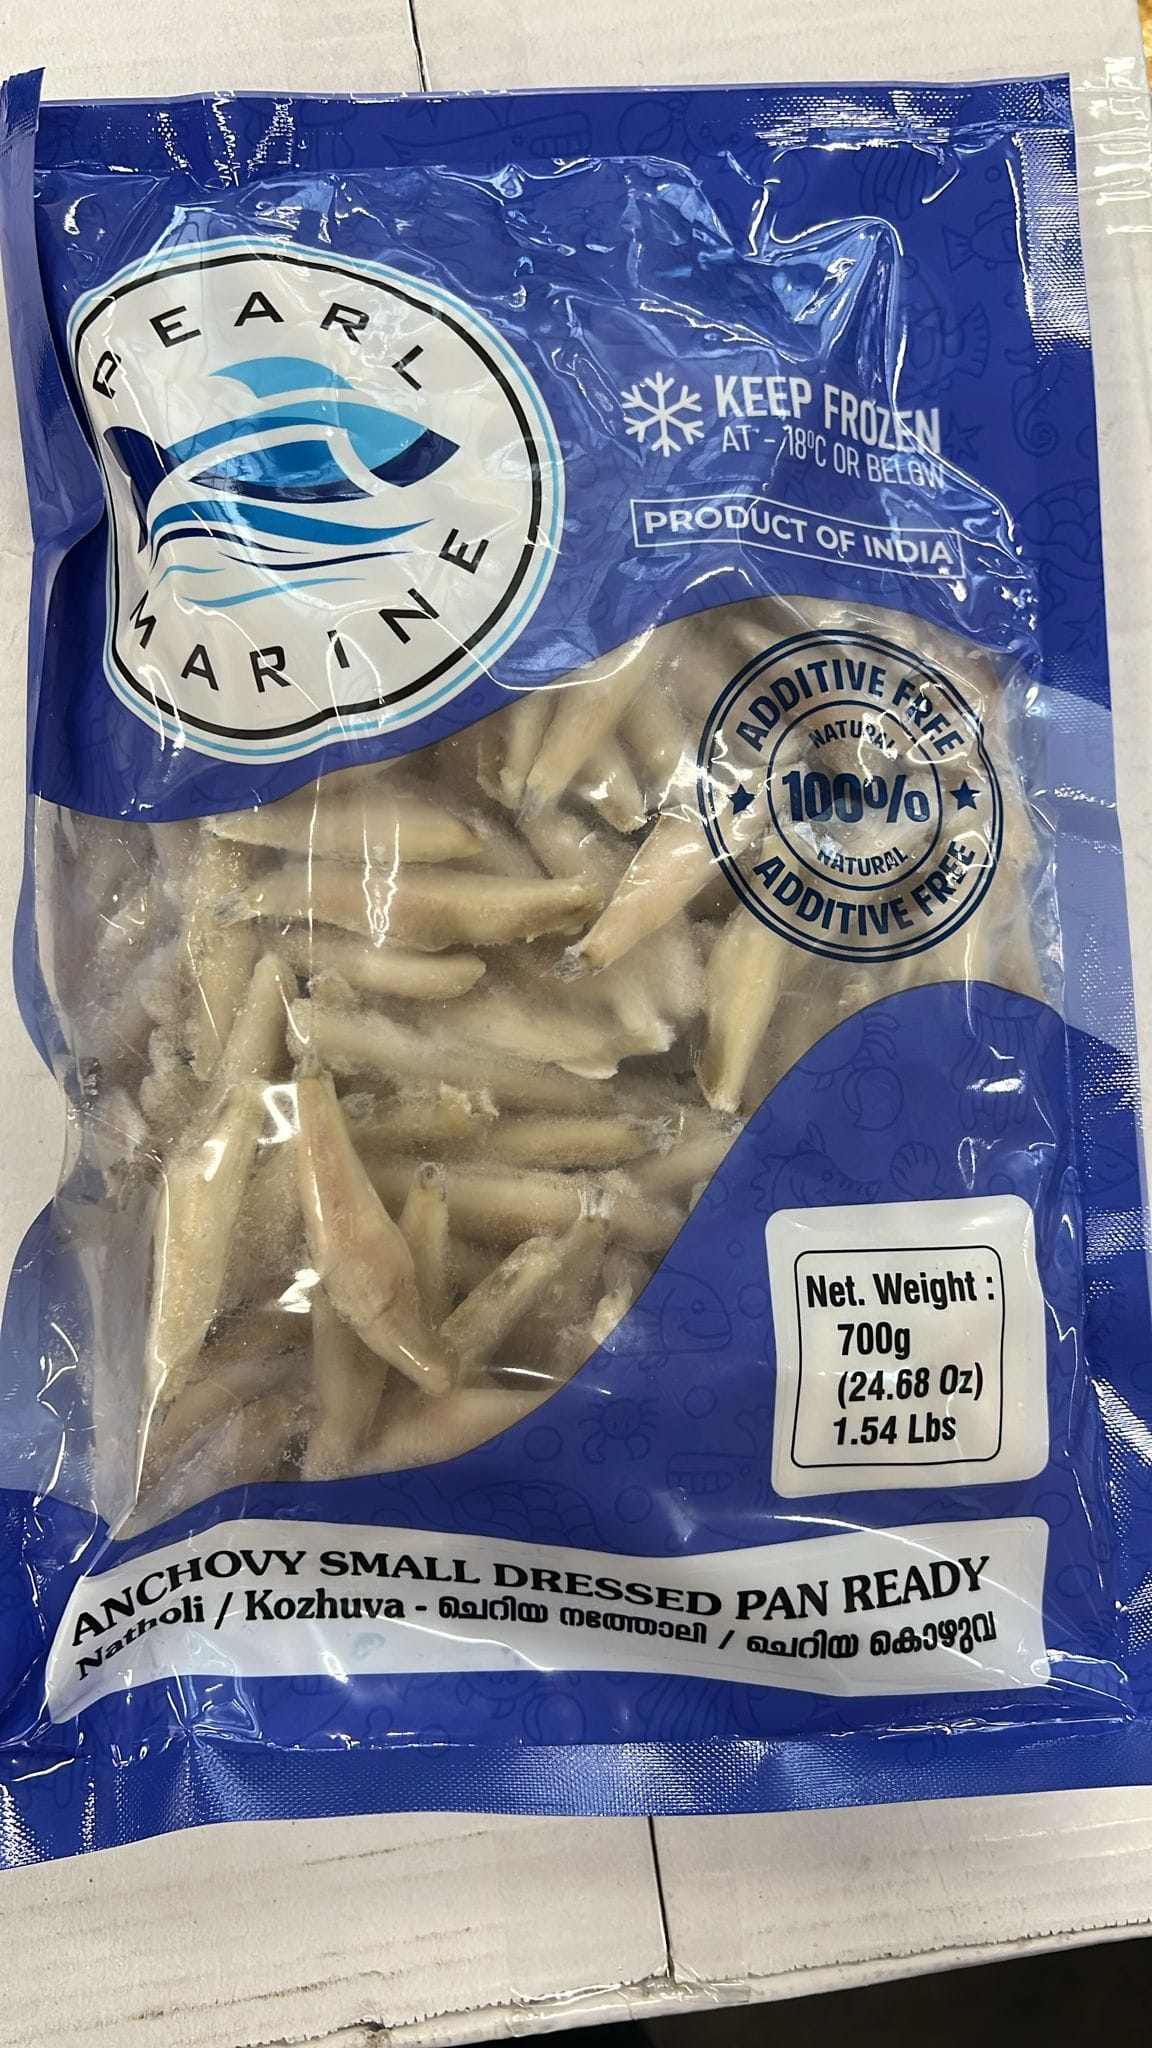 PEARL
MARINE
KEEP FROZEN
AT - 18°C OR BELOW
PRODUCT OF INDIA
ADDITIVE FREE
NATURAL
100%
NATURAL
ADDITIVE FREE
Net. Weight :
700g
(24.68 Oz)
1.54 Lbs
ANCHOVY SMALL DRESSED PAN READY
Natholi / Kozhuva - ചെറിയ നത്തോലി / ചെറിയ കൊഴുവ